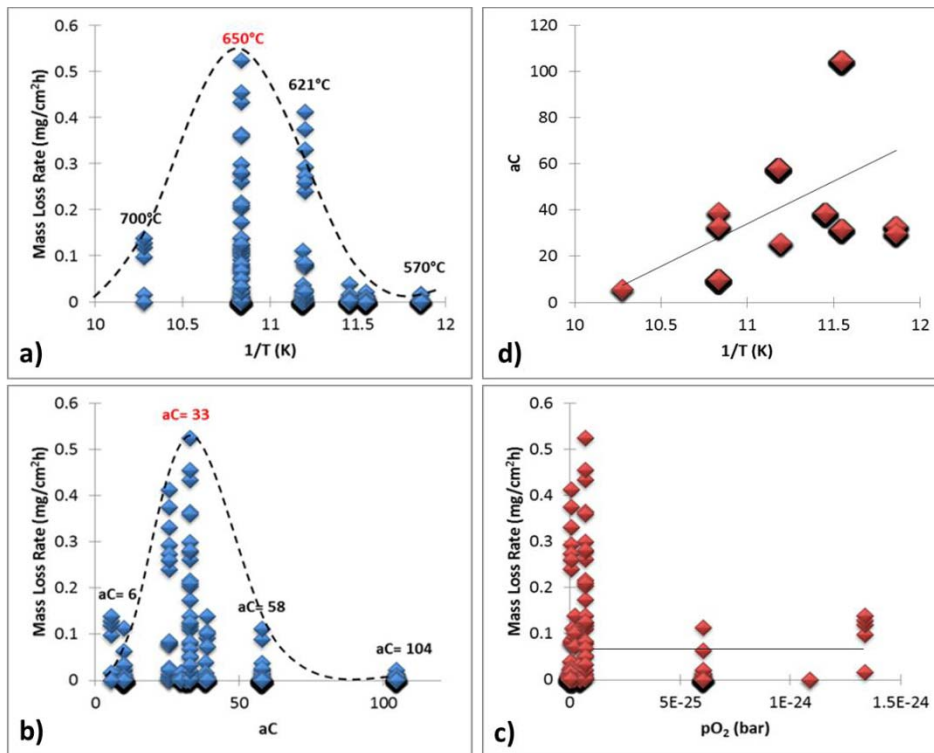 0.6
0.5
0.4
0.3
0.2
0.1
0
Mass Loss Rate (mg/cm²h)
650°C
621°C
700°C
570°C
10 10.5 11 11.5 12
1/T (K)
a)
120
100
80
60
40
20
0
aC
10 10.5 11 11.5 12
1/T (K)
d)
0.6
0.5
0.4
0.3
0.2
0.1
0
Mass Loss Rate (mg/cm²h)
aC= 33
aC= 6
aC= 58
aC= 104
0 50 100
aC
b)
0.6
0.5
0.4
0.3
0.2
0.1
0
Mass Loss Rate (mg/cm²h)
0 5E-25 1E-24 1.5E-24
pO₂ (bar)
c)